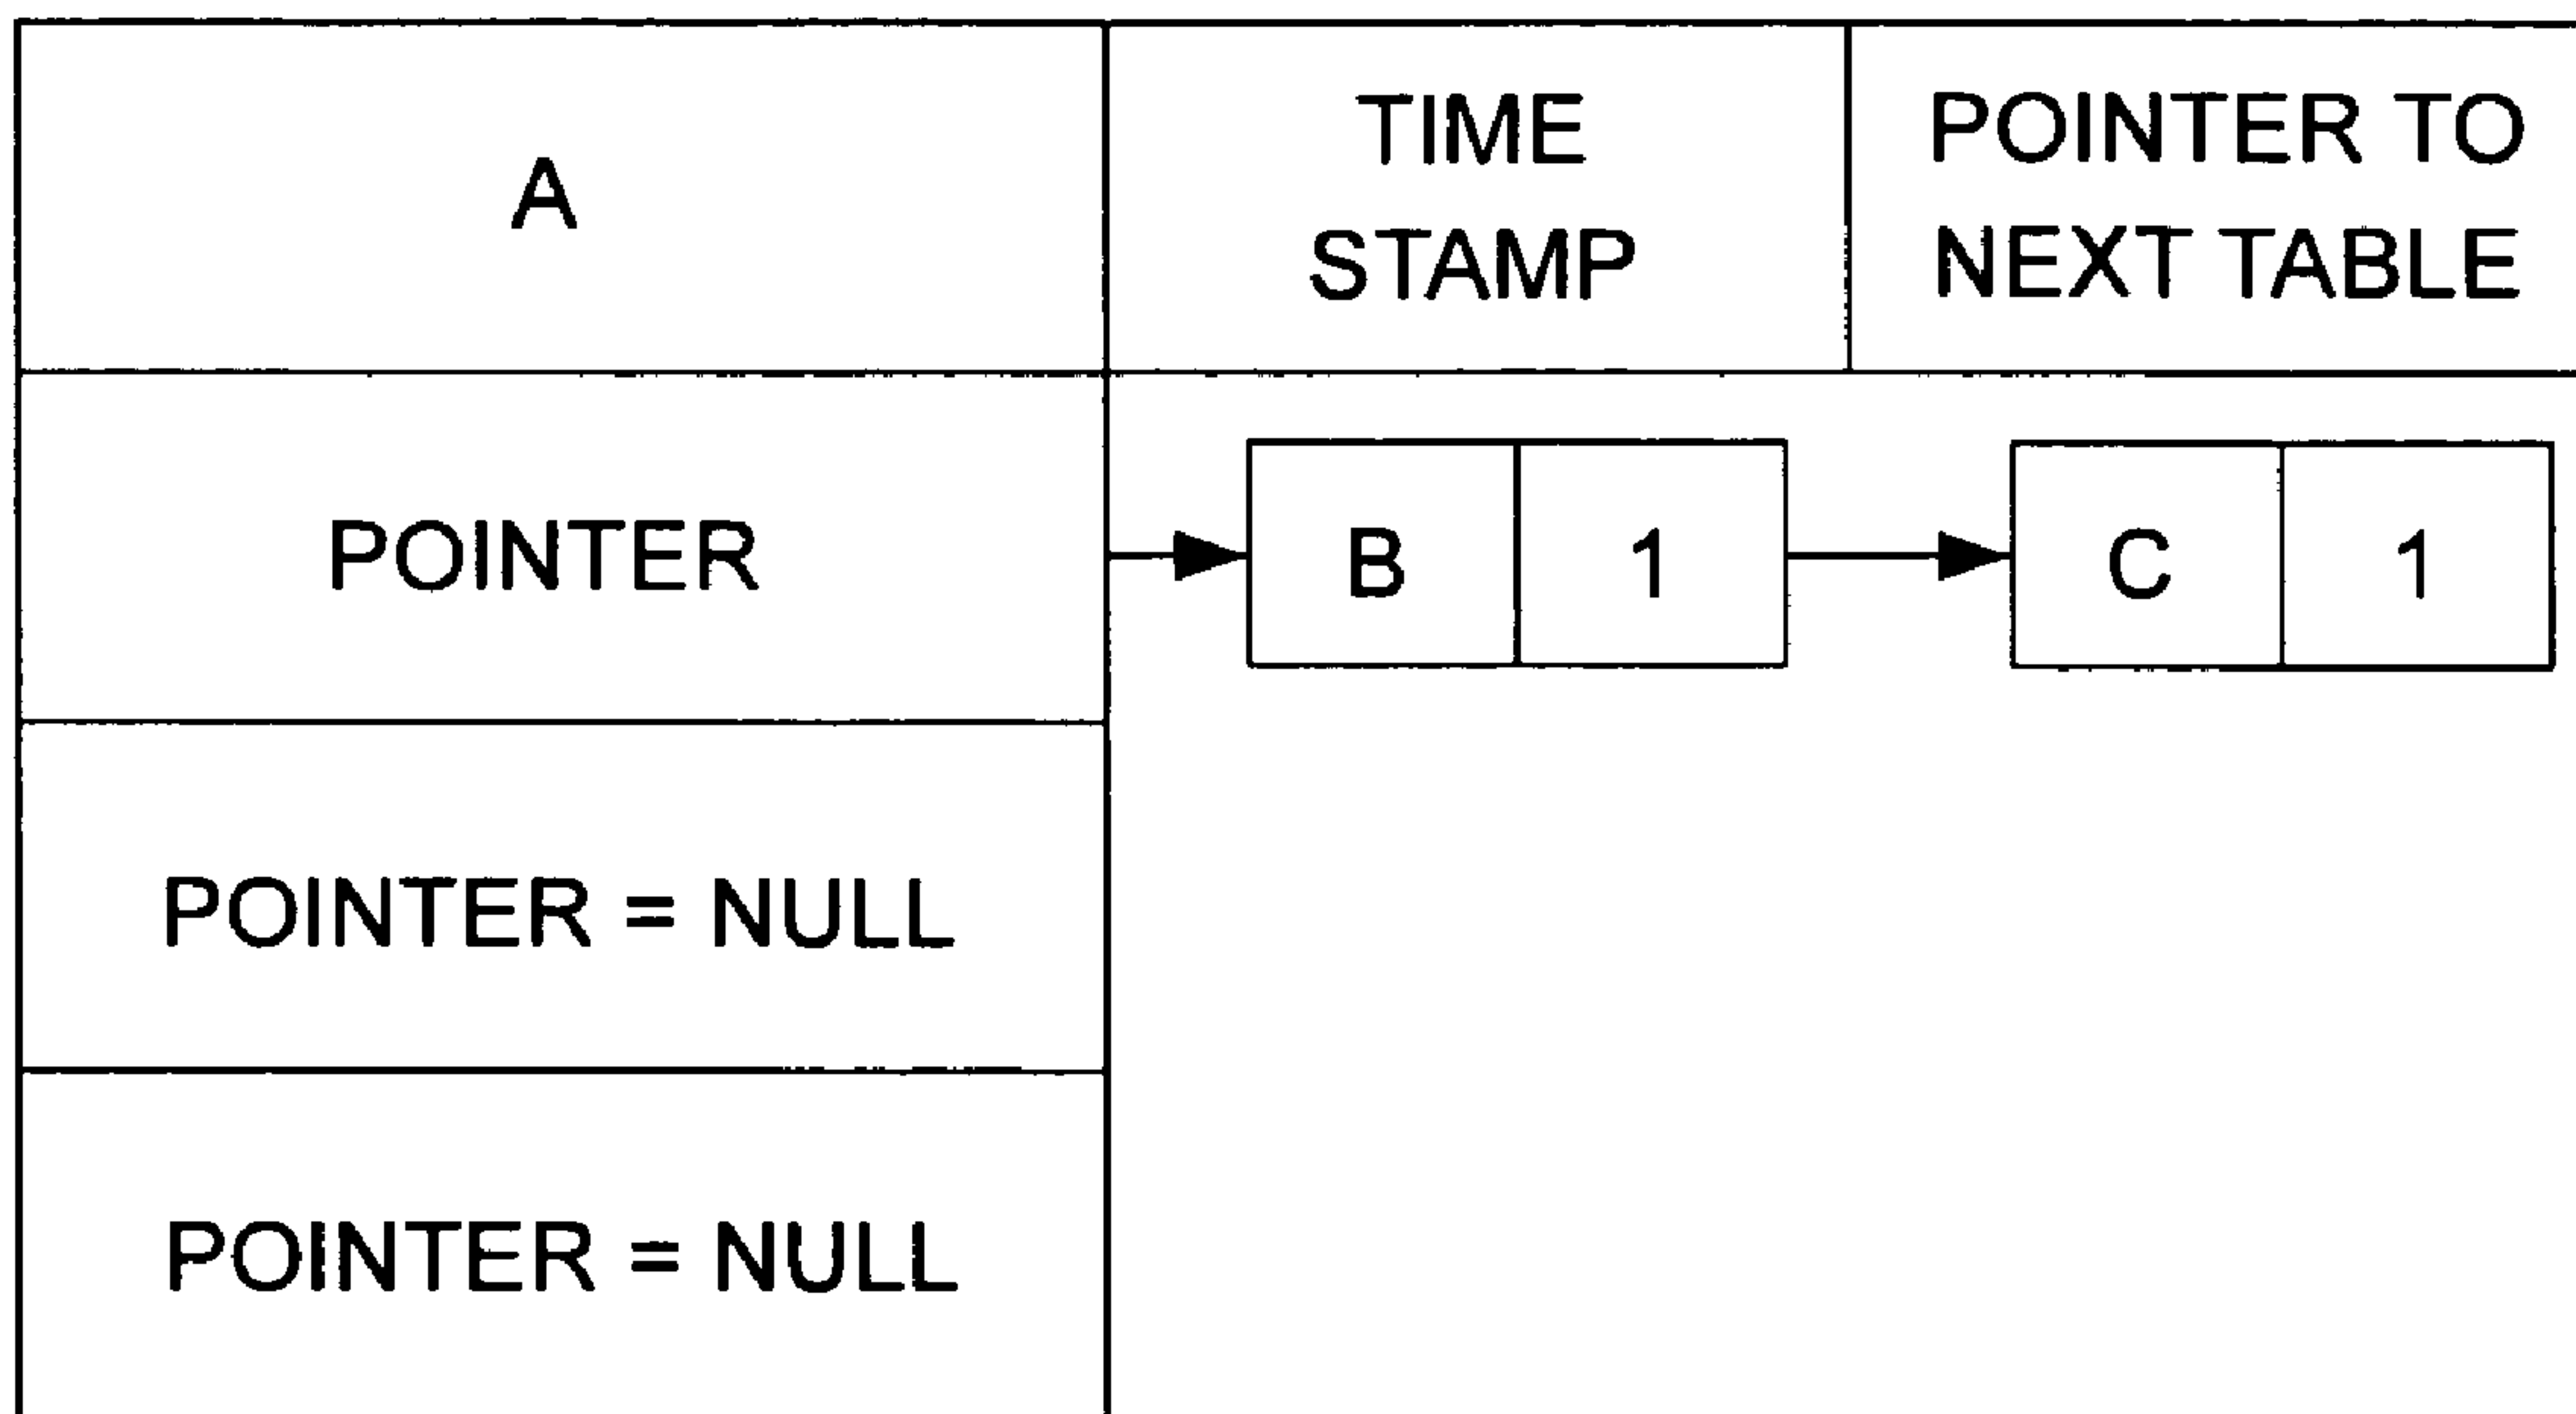 A
TIME
STAMP
POINTER TO
NEXT TABLE
POINTER
B
1
C
1
POINTER = NULL
POINTER = NULL